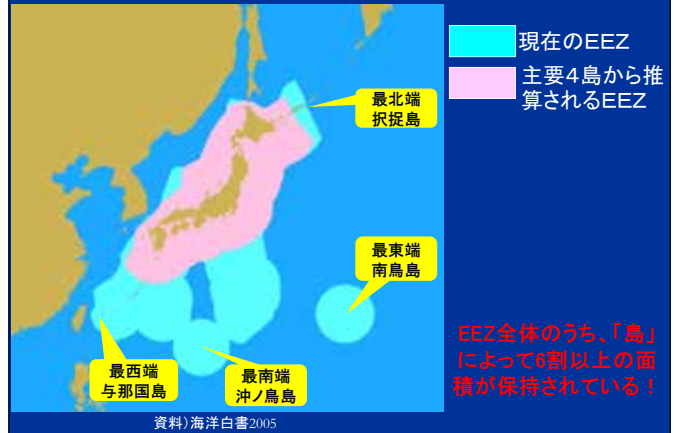 現在のEEZ
主要4島から推
算されるEEZ
最北端
択捉島
最東端
南鳥島
最西端
与那国島
最南端
沖ノ鳥島
EEZ全体のうち、「島」
によって6割以上の面
積が保持されている！
資料）海洋白書2005